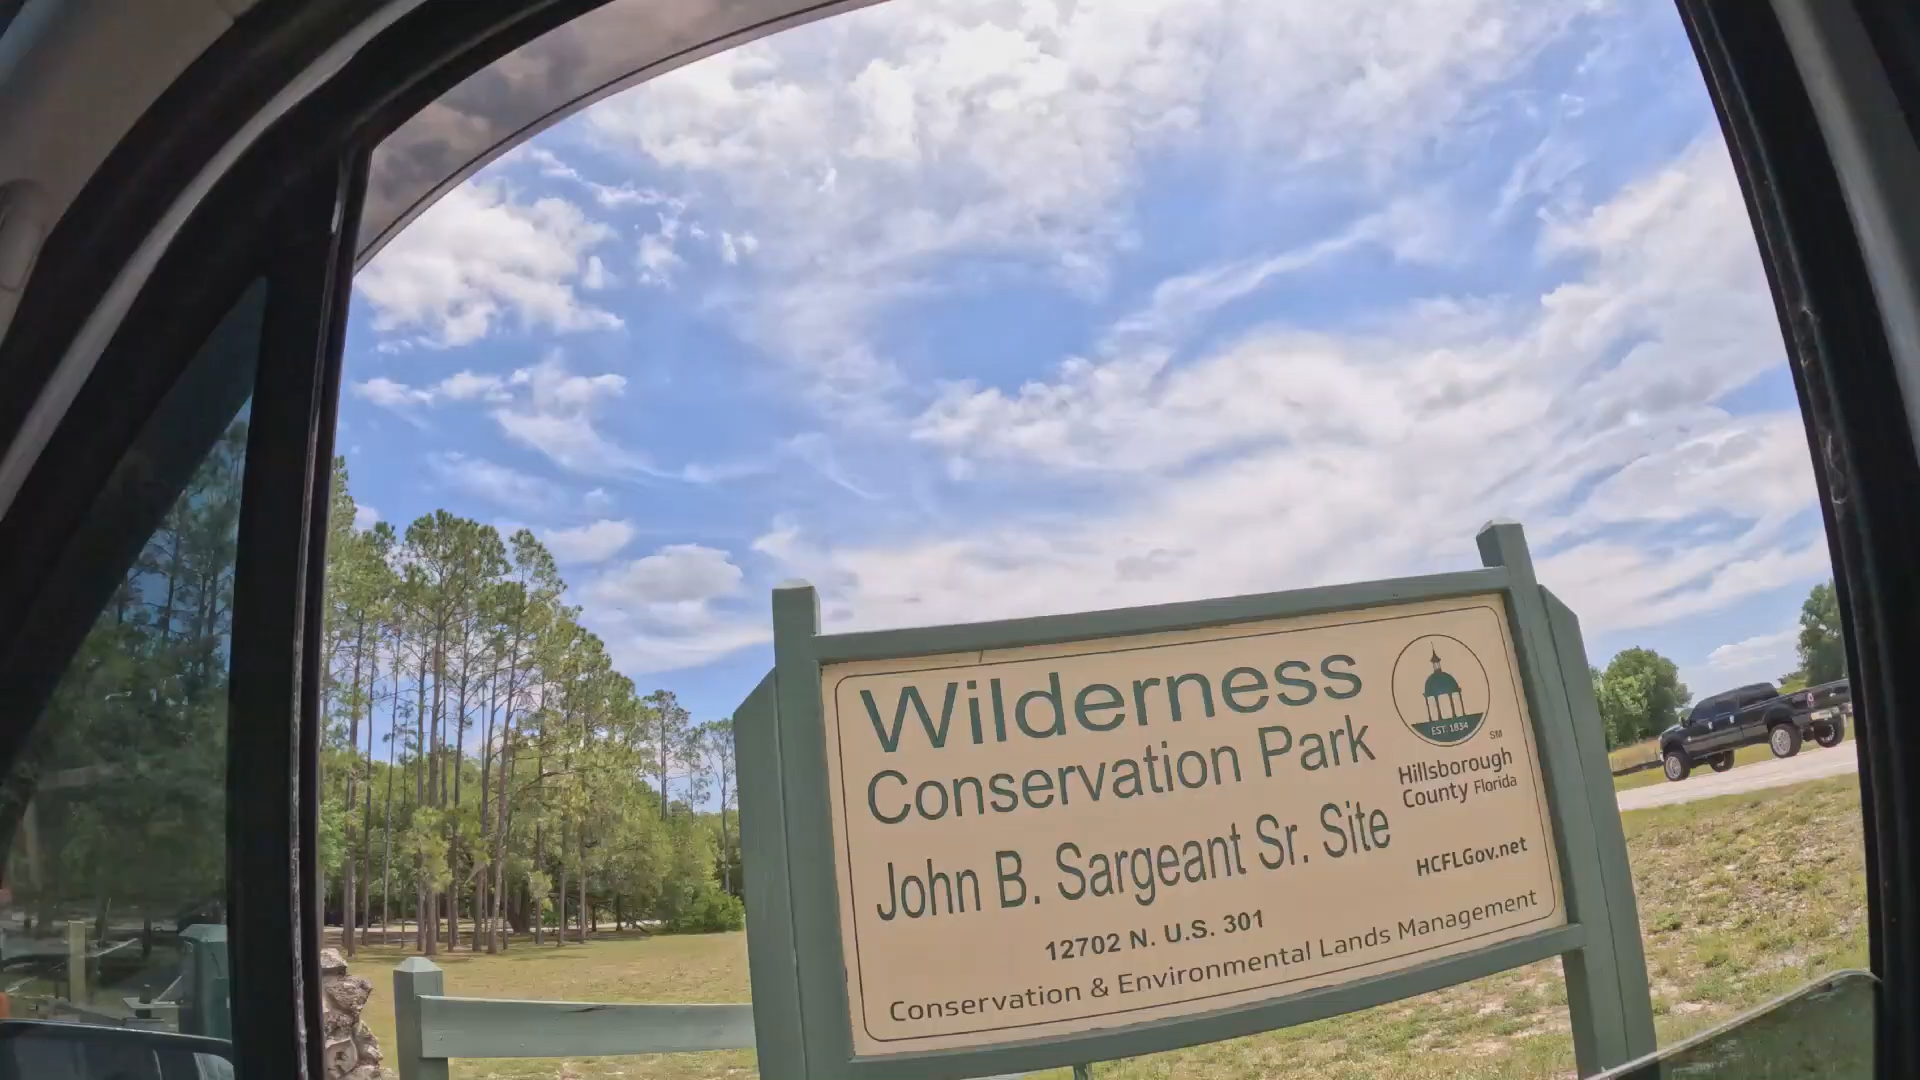 Wilderness
Conservation Park
John B. Sargeant Sr. Site
12702 N. U.S. 301
Conservation & Environmental Lands Management
EST. 1834
SM
Hillsborough
County Florida
HCFLGov.net